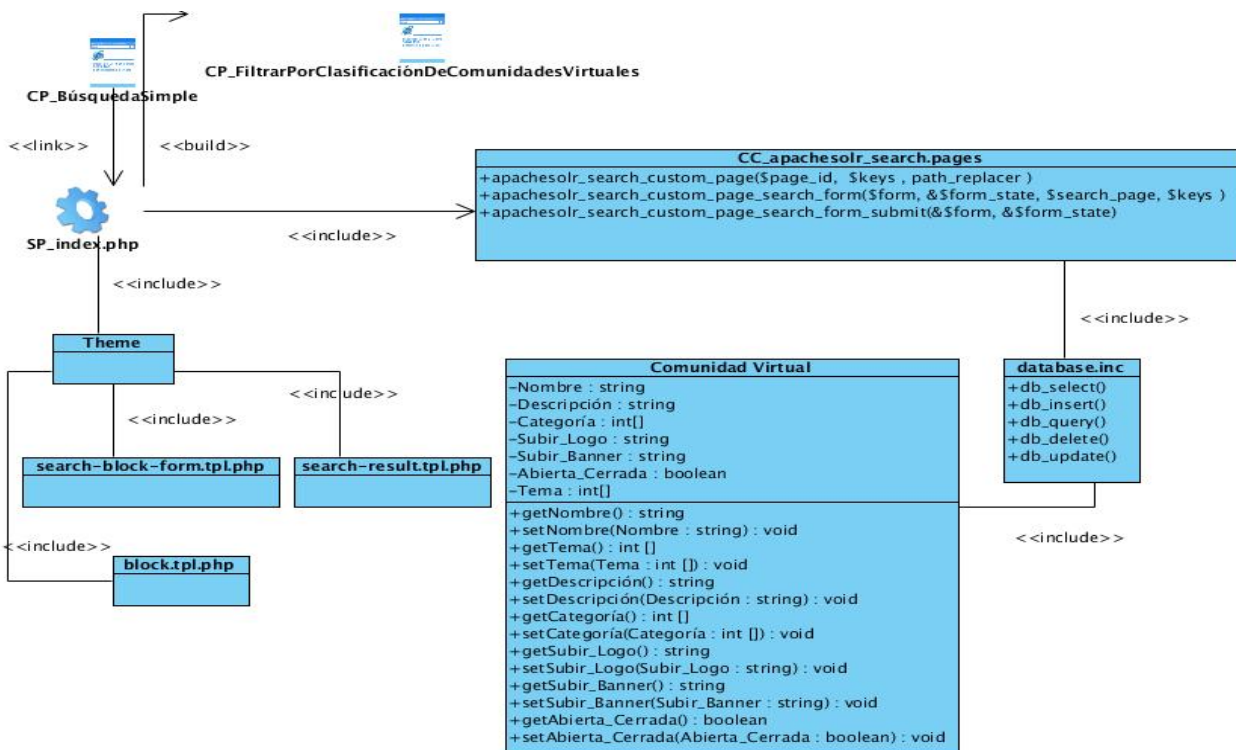 CP_FiltrarPorClasificaciónDeComunidadesVirtuales
CP_BúsquedaSimple
<<link>>
<<build>>
CC_apachesolr_search.pages
+apachesolr_search_custom_page($page_id, $keys , path_replacer )
+apachesolr_search_custom_page_search_form($form, &$form_state, $search_page, $keys )
+apachesolr_search_custom_page_search_form_submit(&$form, &$form_state)
SP_index.php
<<include>>
<<include>>
<<include>>
Theme
<<include>>
<<include>>
search-block-form.tpl.php
search-result.tpl.php
<<include>>
block.tpl.php
Comunidad Virtual
-Nombre : string
-Descripción : string
-Categoría : int[]
-Subir_Logo : string
-Subir_Banner : string
-Abierta_Cerrada : boolean
-Tema : int[]
+getNombre() : string
+setNombre(Nombre : string) : void
+getTema() : int []
+setTema(Tema : int []) : void
+getDescripción() : string
+setDescripción(Descripción : string) : void
+getCategoría() : int []
+setCategoría(Categoría : int []) : void
+getSubir_Logo() : string
+setSubir_Logo(Subir_Logo : string) : void
+getSubir_Banner() : string
+setSubir_Banner(Subir_Banner : string) : void
+getAbierta_Cerrada() : boolean
+setAbierta_Cerrada(Abierta_Cerrada : boolean) : void
database.inc
+db_select()
+db_insert()
+db_query()
+db_delete()
+db_update()
<<include>>